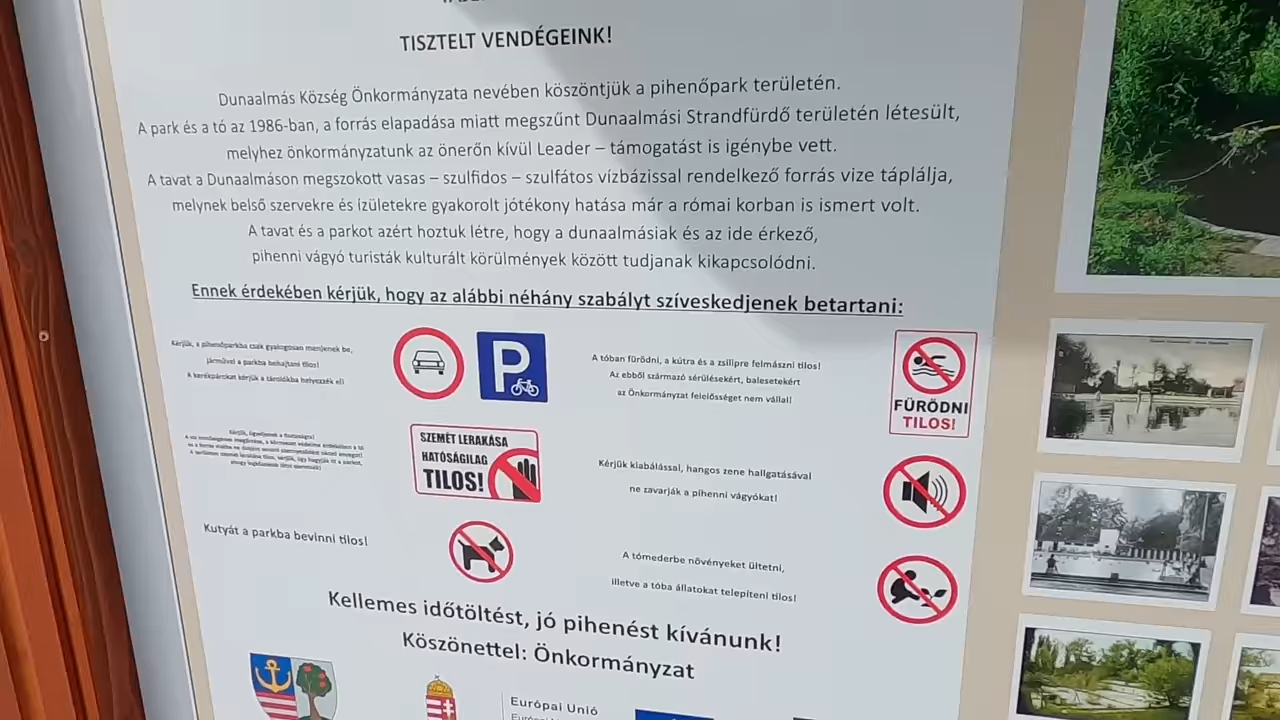 TISZTELT VENDÉGEINK!
Dunaalmás Község Önkormányzata nevében köszöntjük a pihenőpark területén.
A park és a tó az 1986-ban, a forrás elapadása miatt megszűnt Dunaalmási Strandfürdő területén létesült,
melyhez önkormányzatunk az önerőn kívül Leader – támogatást is igénybe vett.
A tavat a Dunaalmáson megszokott vasas – szulfidos – szulfátos vízbázissal rendelkező forrás vize táplálja,
melynek belső szervekre és ízületekre gyakorolt jótékony hatása már a római korban is ismert volt.
A tavat és a parkot azért hoztuk létre, hogy a dunaalmásiak és az ide érkező,
pihenni vágyó turisták kulturált körülmények között tudjanak kikapcsolódni.
Ennek érdekében kérjük, hogy az alábbi néhány szabályt szíveskedjenek betartani:
Kérjük, a pihenőparkba csak gyalogosan menjenek be,
járművel a parkba behajtani tilos!
A kerékpárokat kérjük a tárolókba helyezzék el!
P
A tóban fürödni, a kútra és a zsilipre felmászni tilos!
Az ebből származó sérülésekért, balesetekért
az Önkormányzat felelősséget nem vállal!
FÜRÖDNI
TILOS!
Kérjük, ügyeljenek a tisztaságra!
SZEMÉT LERAKÁSA
HATÓSÁGILAG
TILOS!
Kérjük kiabálással, hangos zene hallgatásával
ne zavarják a pihenni vágyókat!
Kutyát a parkba bevinni tilos!
A tómederbe növényeket ültetni,
illetve a tóba állatokat telepíteni tilos!
Kellemes időtöltést, jó pihenést kívánunk!
Köszönettel: Önkormányzat
Európai Unió